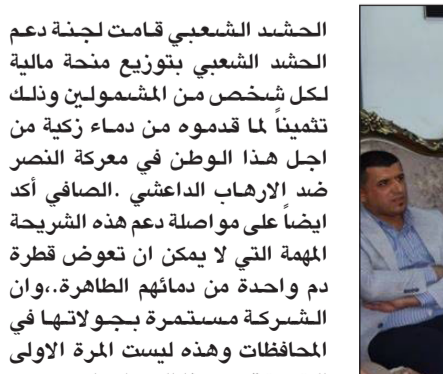 الحشد الشعبي قامت لجنة دعم
الحشد الشعبي بتوزيع منحة مالية
لكل شخص من المشمولين وذلك
تثميناً لما قدموه من دماء زكية من
اجل هذا الوطن في معركة النصر
ضد الارهاب الداعشي .الصافي أكد
ايضاً على مواصلة دعم هذه الشريحة
المهمة التي لا يمكن ان تعوض قطرة
دم واحدة من دمائهم الطاهرة.،وان
الشركة مستمرة بجولاتها في
المحافظات وهذه ليست المرة الاولى